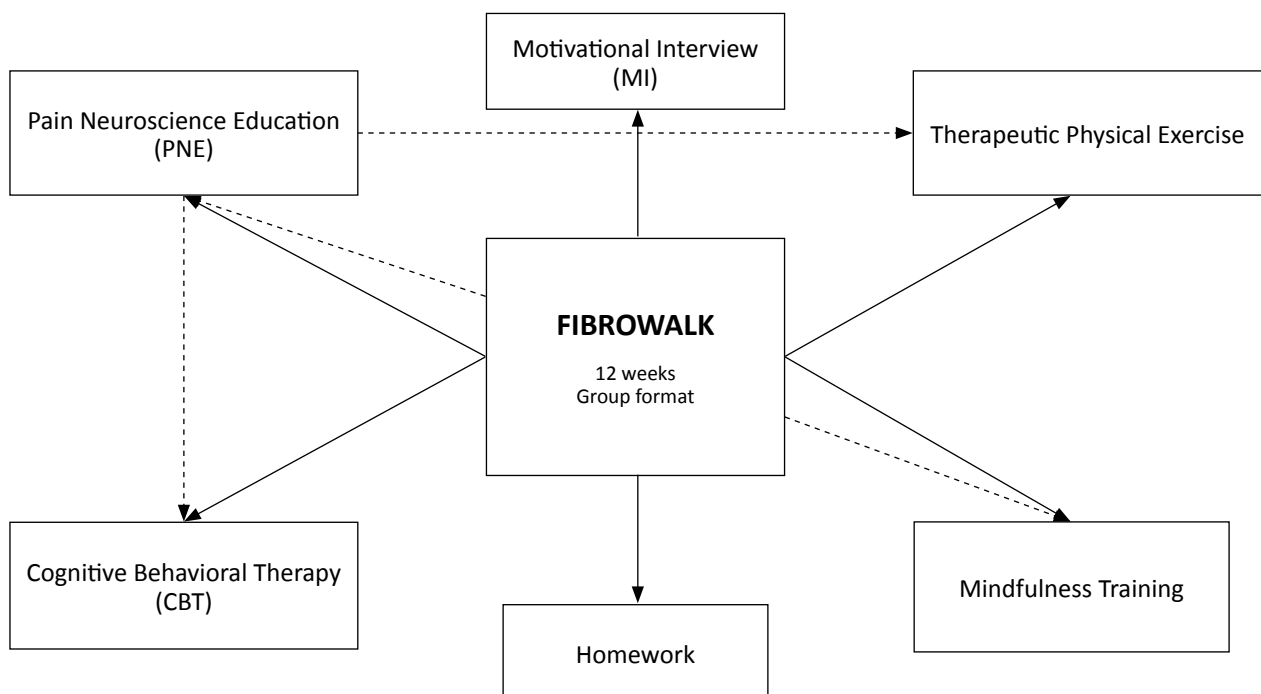 Motivational Interview
(MI)
Pain Neuroscience Education
(PNE)
Therapeutic Physical Exercise
FIBROWALK
12 weeks
Group format
Cognitive Behavioral Therapy
(CBT)
Mindfulness Training
Homework